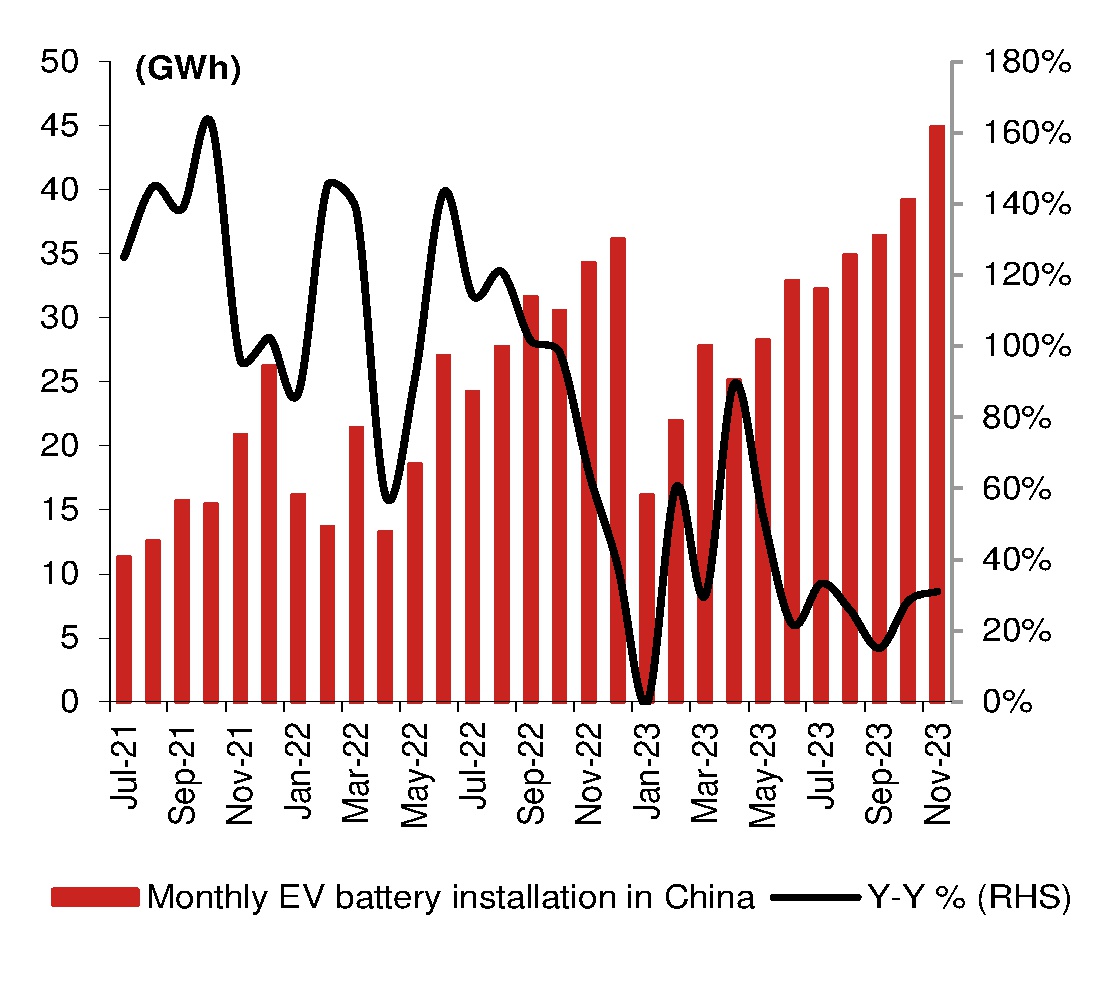 (GWh)
50
45
40
35
30
25
20
15
10
5
0
180%
160%
140%
120%
100%
80%
60%
40%
20%
0%
Jul-21
Sep-21
Nov-21
Jan-22
Mar-22
May-22
Jul-22
Sep-22
Nov-22
Jan-23
Mar-23
May-23
Jul-23
Sep-23
Nov-23
Monthly EV battery installation in China
Y-Y % (RHS)